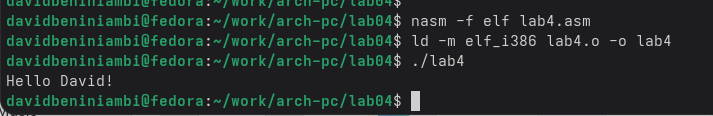 davidbeniniambi@fedora:~/work/arch-pc/lab04$ nasm -f elf lab4.asm
davidbeniniambi@fedora:~/work/arch-pc/lab04$ ld -m elf_i386 lab4.o -o lab4
davidbeniniambi@fedora:~/work/arch-pc/lab04$ ./lab4
Hello David!
davidbeniniambi@fedora:~/work/arch-pc/lab04$